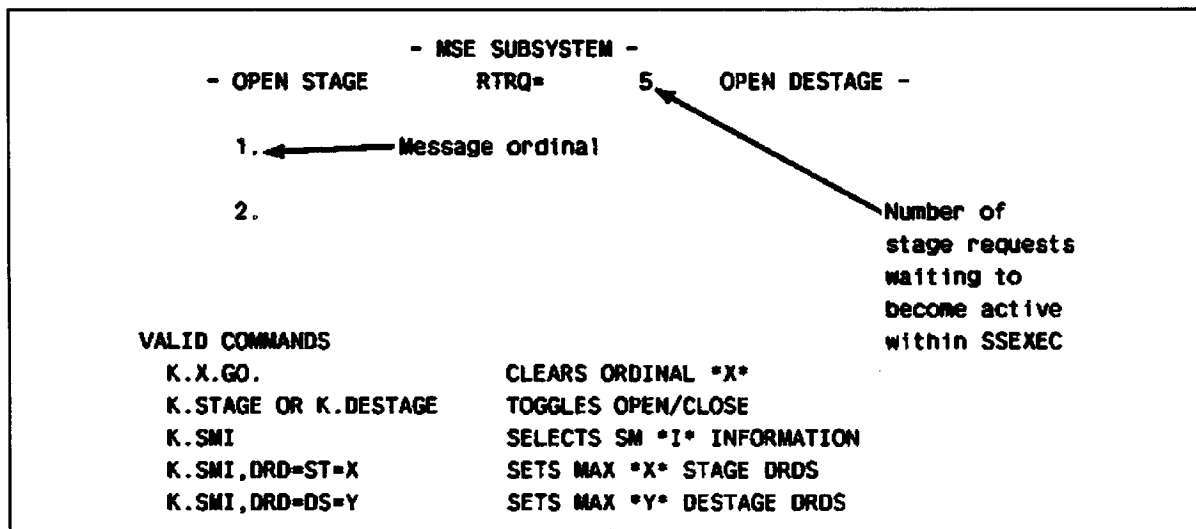 - MSE SUBSYSTEM -
- OPEN STAGE RTRQ= 5 OPEN DESTAGE -
1. Message ordinal
2.
Number of
stage requests
waiting to
become active
within SSEXEC
VALID COMMANDS
K.X.GO. CLEARS ORDINAL *X*
K.STAGE OR K.DESTAGE TOGGLES OPEN/CLOSE
K.SMI SELECTS SM *I* INFORMATION
K.SMI,DRD=ST=X SETS MAX *X* STAGE DRDS
K.SMI,DRD=DS=Y SETS MAX *Y* DESTAGE DRDS